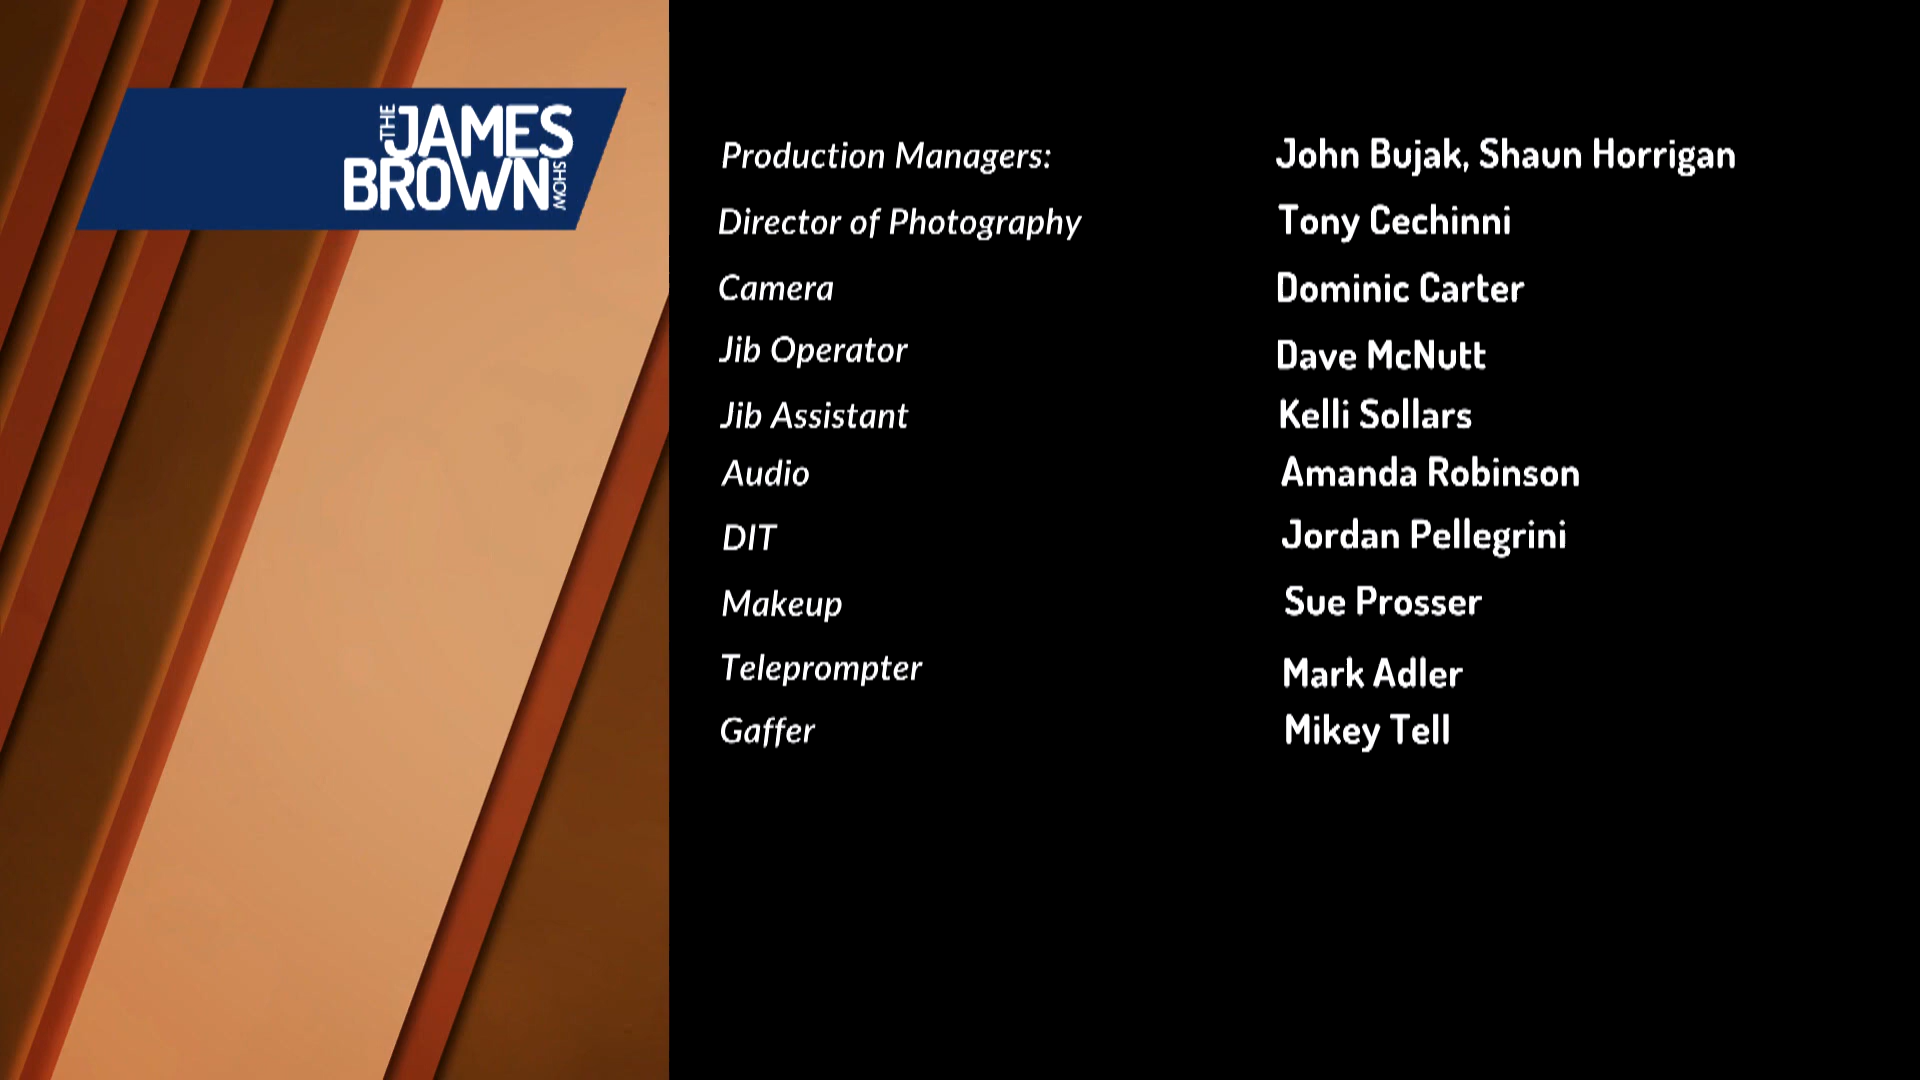 THE
JAMES
BROWN
SHOW
Production Managers: John Bujak, Shaun Horrigan
Director of Photography Tony Cechinni
Camera Dominic Carter
Jib Operator Dave McNutt
Jib Assistant Kelli Sollars
Audio Amanda Robinson
DIT Jordan Pellegrini
Makeup Sue Prosser
Teleprompter Mark Adler
Gaffer Mikey Tell